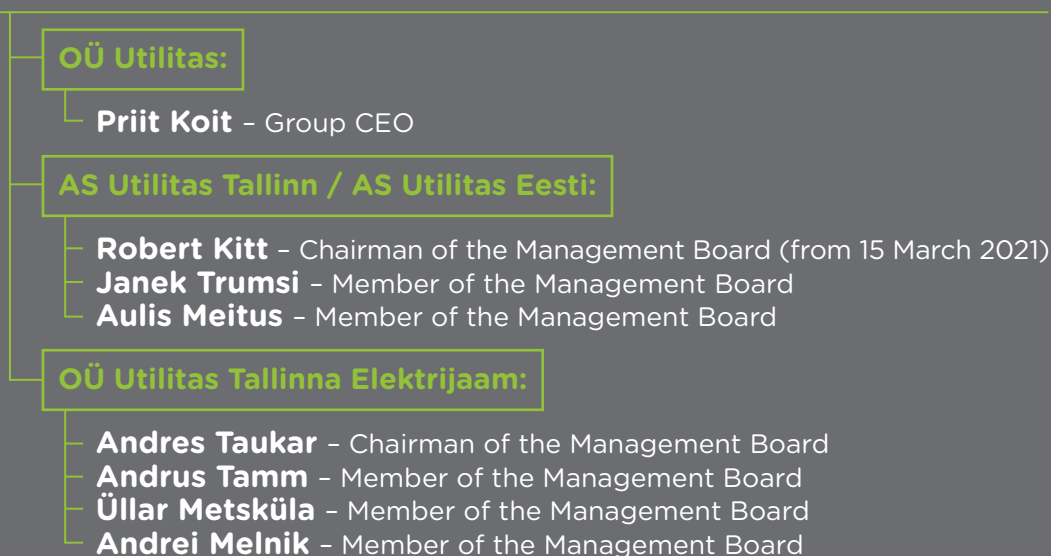 OÜ Utilitas:
Priit Koit – Group CEO
AS Utilitas Tallinn / AS Utilitas Eesti:
Robert Kitt – Chairman of the Management Board (from 15 March 2021)
Janek Trumsi – Member of the Management Board
Aulis Meitus – Member of the Management Board
OÜ Utilitas Tallinna Elektrijaam:
Andres Taukar – Chairman of the Management Board
Andrus Tamm – Member of the Management Board
Üllar Metsküla – Member of the Management Board
Andrei Melnik – Member of the Management Board